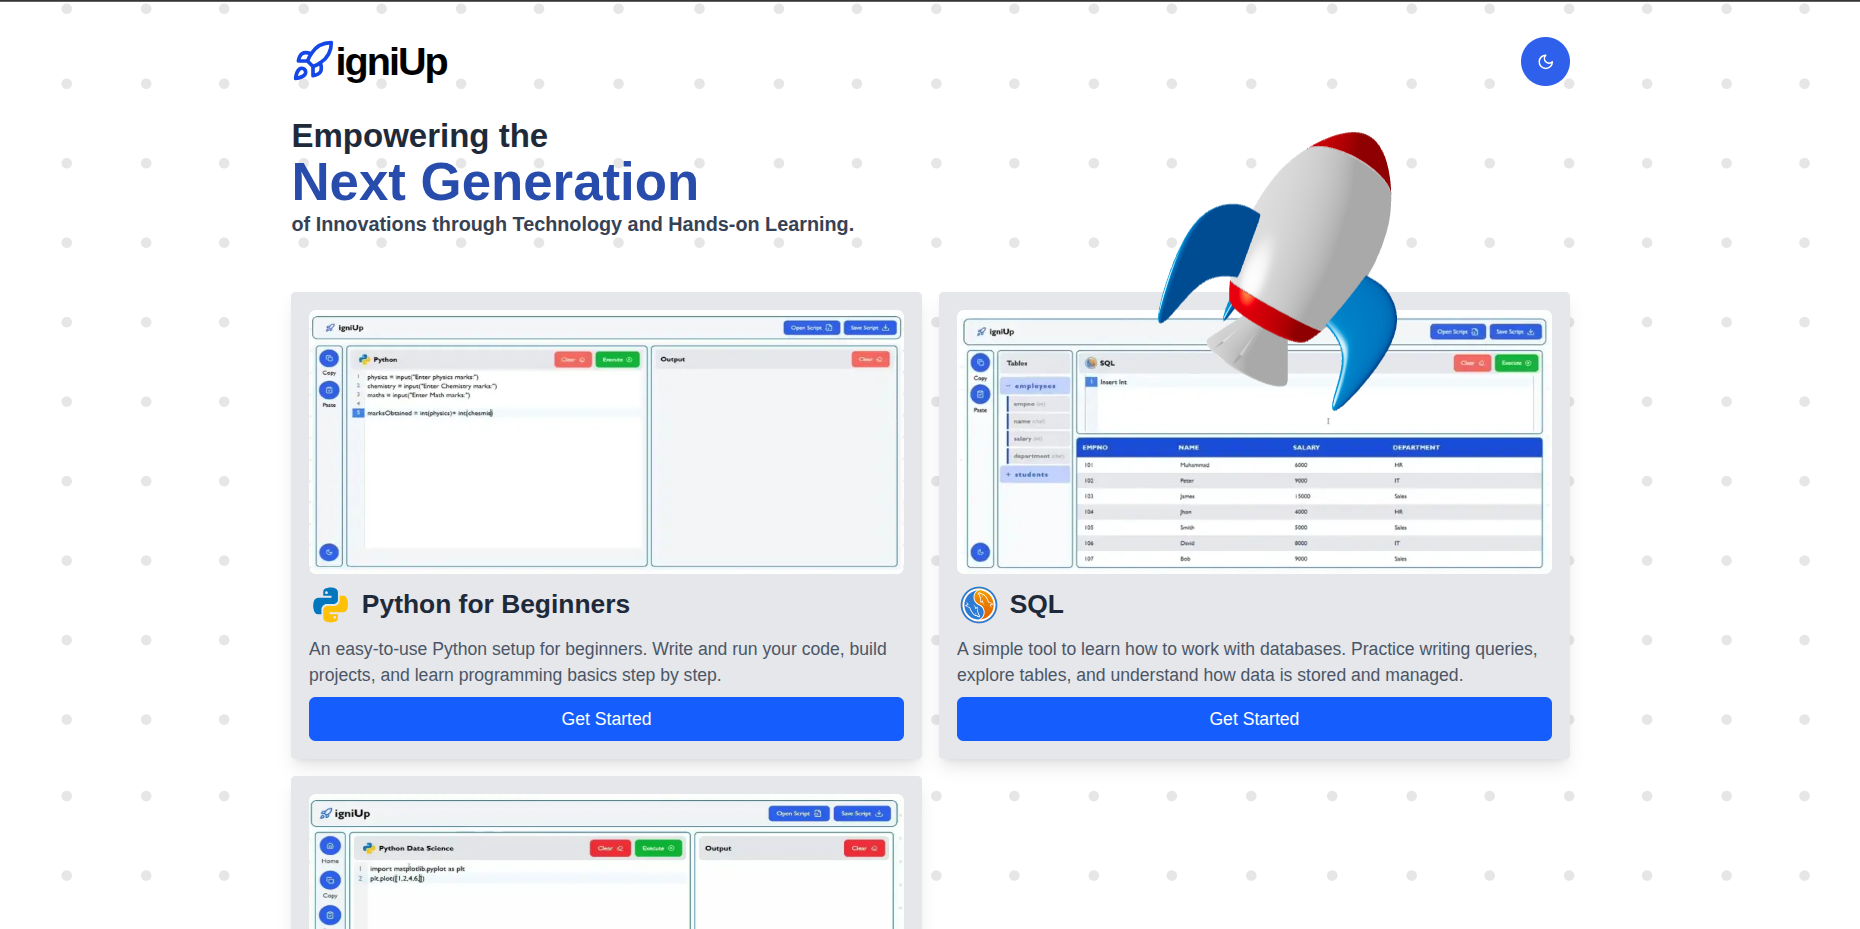 igniUp
Empowering the
Next Generation
of Innovations through Technology and Hands-on Learning.
igniUp
Open Script
Save Script
Copy
Paste
Python
Clear
Execute
1 physics = input("Enter physics marks:")
2 chemistry = input("Enter Chemistry marks:")
3 maths = input("Enter Math marks:")
4
5 marksObtained = int(physics)+ int(chesmis)
Output
Clear
Python for Beginners
An easy-to-use Python setup for beginners. Write and run your code, build
projects, and learn programming basics step by step.
Get Started
igniUp
Open Script
Save Script
Copy
Paste
Tables
- employees
empno (int)
name (char)
salary (int)
department (char)
+ students
SQL
Clear
Execute
1 Insert Int
EMPNO NAME SALARY DEPARTMENT
101 Muhammad 6000 HR
102 Peter 9000 IT
103 James 15000 Sales
104 Jhon 4000 HR
105 Smith 5000 Sales
106 David 8000 IT
107 Bob 9000 Sales
SQL
A simple tool to learn how to work with databases. Practice writing queries,
explore tables, and understand how data is stored and managed.
Get Started
igniUp
Open Script
Save Script
Home
Copy
Python Data Science
Clear
Execute
1 import matplotlib.pyplot as plt
2 plt.plot([1,2,4,6,])
Output
Clear